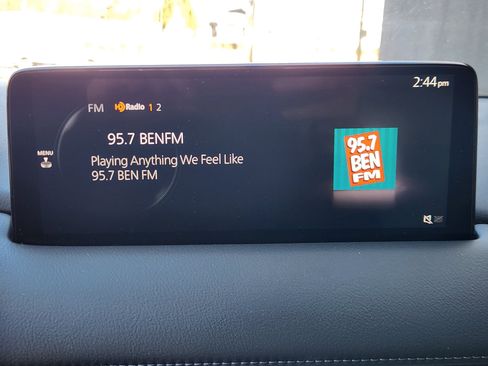 2:44pm
FM HD Radio 1 2
95.7 BENFM
MENU
Playing Anything We Feel Like
95.7 BEN FM
95.7
BEN
FM